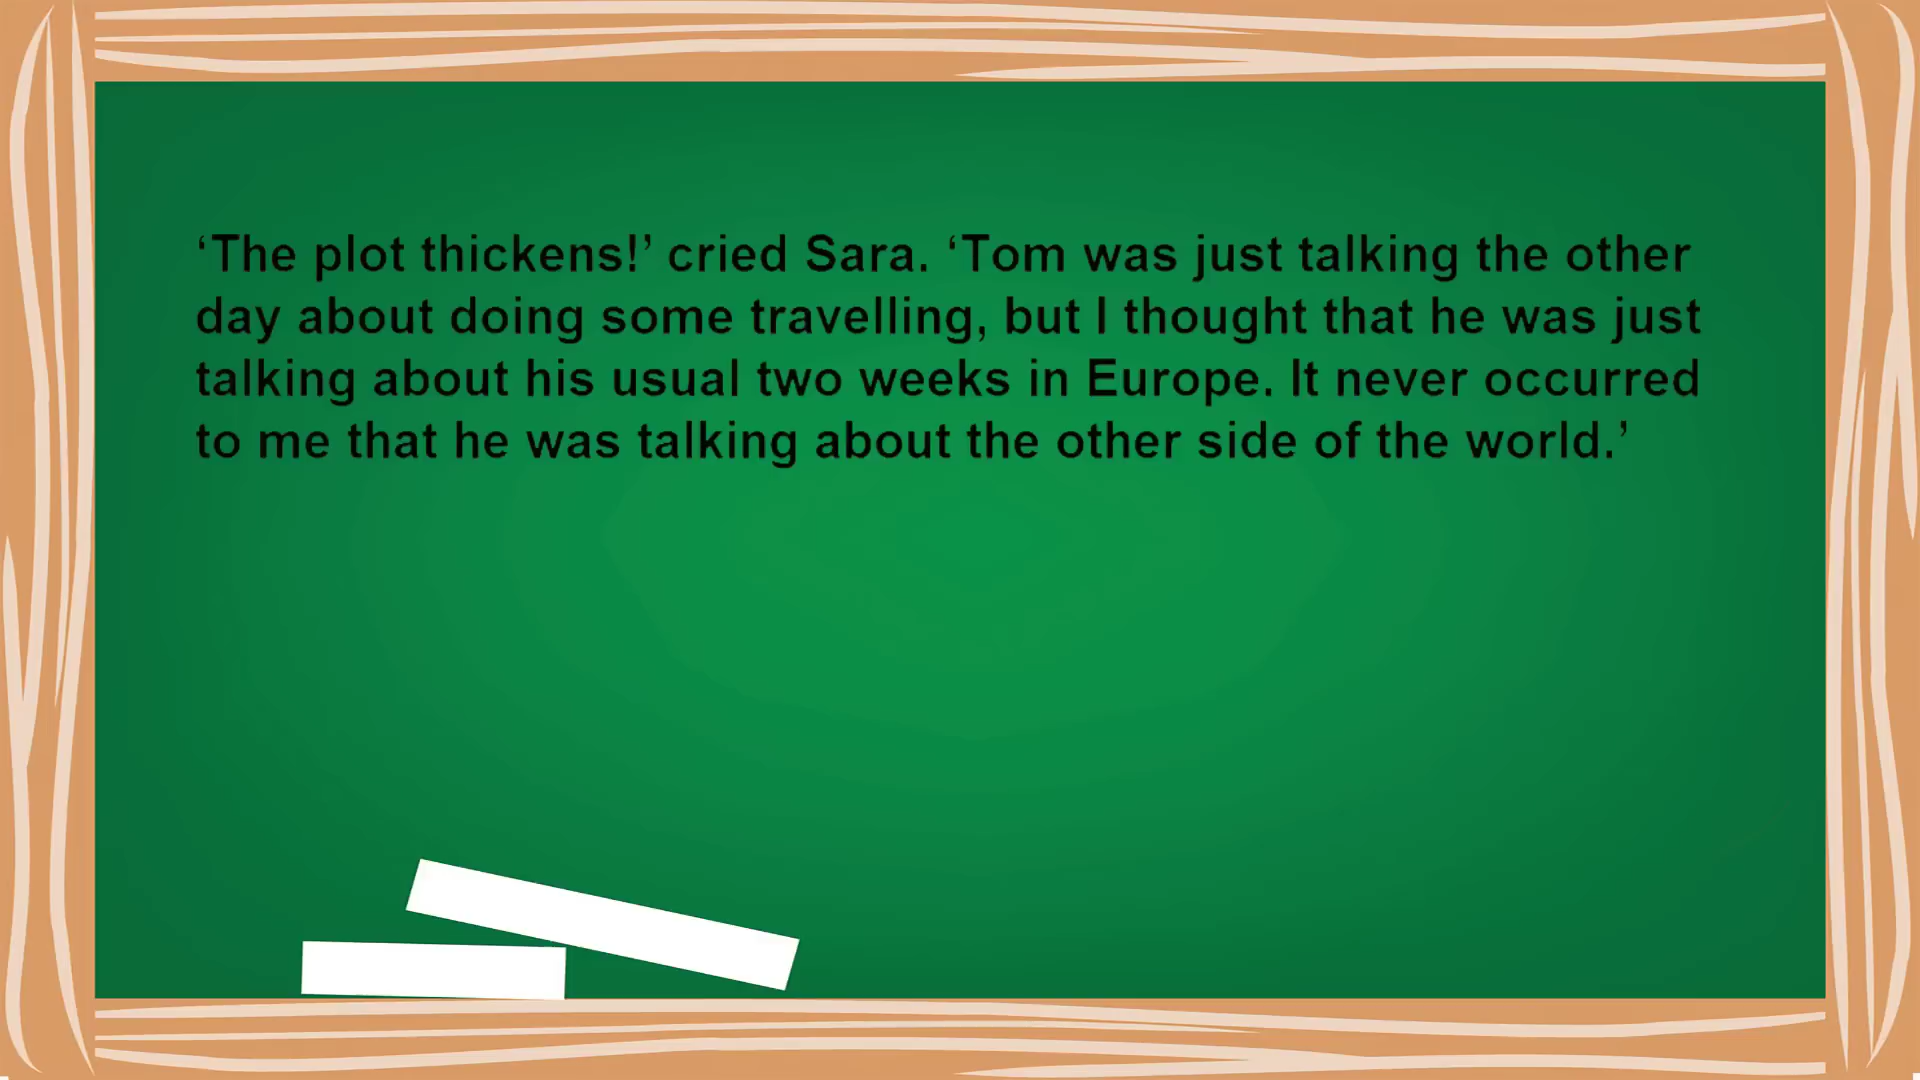 ‘The plot thickens!’ cried Sara. ‘Tom was just talking the other
day about doing some travelling, but I thought that he was just
talking about his usual two weeks in Europe. It never occurred
to me that he was talking about the other side of the world.’